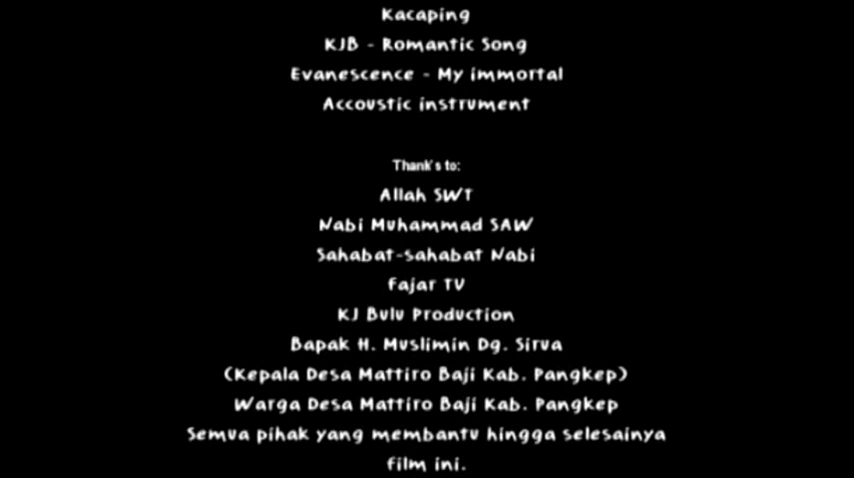 Kacaping
KJB - Romantic Song
Evanescence - My immortal
Accoustic instrument
Thank's to:
Allah SWT
Nabi Muhammad SAW
Sahabat-sahabat Nabi
Fajar TV
KJ Bulu Production
Bapak H. Muslimin Dg. Sirua
(Kepala Desa Mattiro Baji Kab. Pangkep)
Warga Desa Mattiro Baji Kab. Pangkep
Semua pihak yang membantu hingga selesainya
film ini.